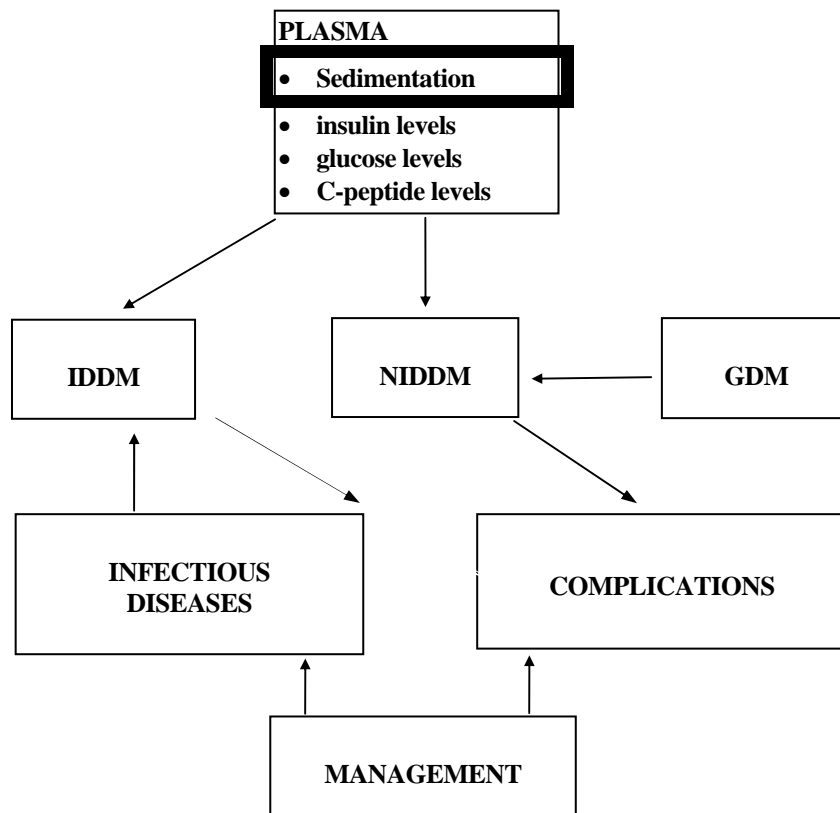 PLASMA
• Sedimentation
• insulin levels
• glucose levels
• C-peptide levels
IDDM
NIDDM
GDM
INFECTIOUS
DISEASES
COMPLICATIONS
MANAGEMENT